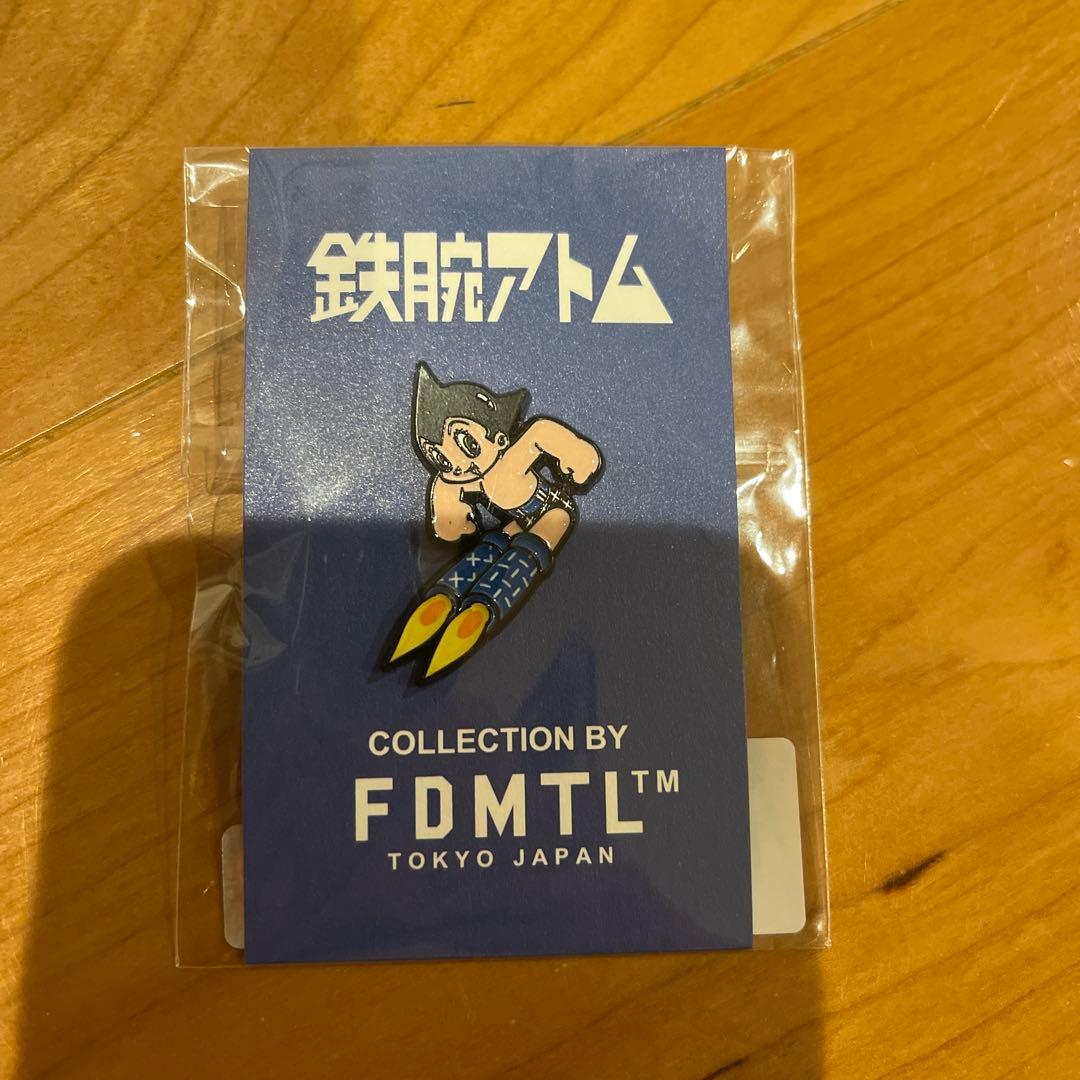 鉄腕アトム
COLLECTION BY
FDMTL™
TOKYO JAPAN